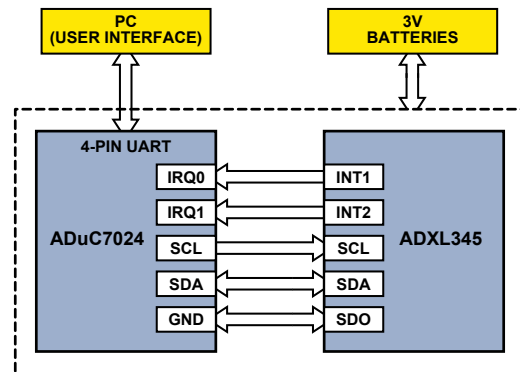 PC
(USER INTERFACE)
3V
BATTERIES
4-PIN UART
IRQ0
INT1
IRQ1
INT2
ADuC7024
ADXL345
SCL
SCL
SDA
SDA
GND
SDO